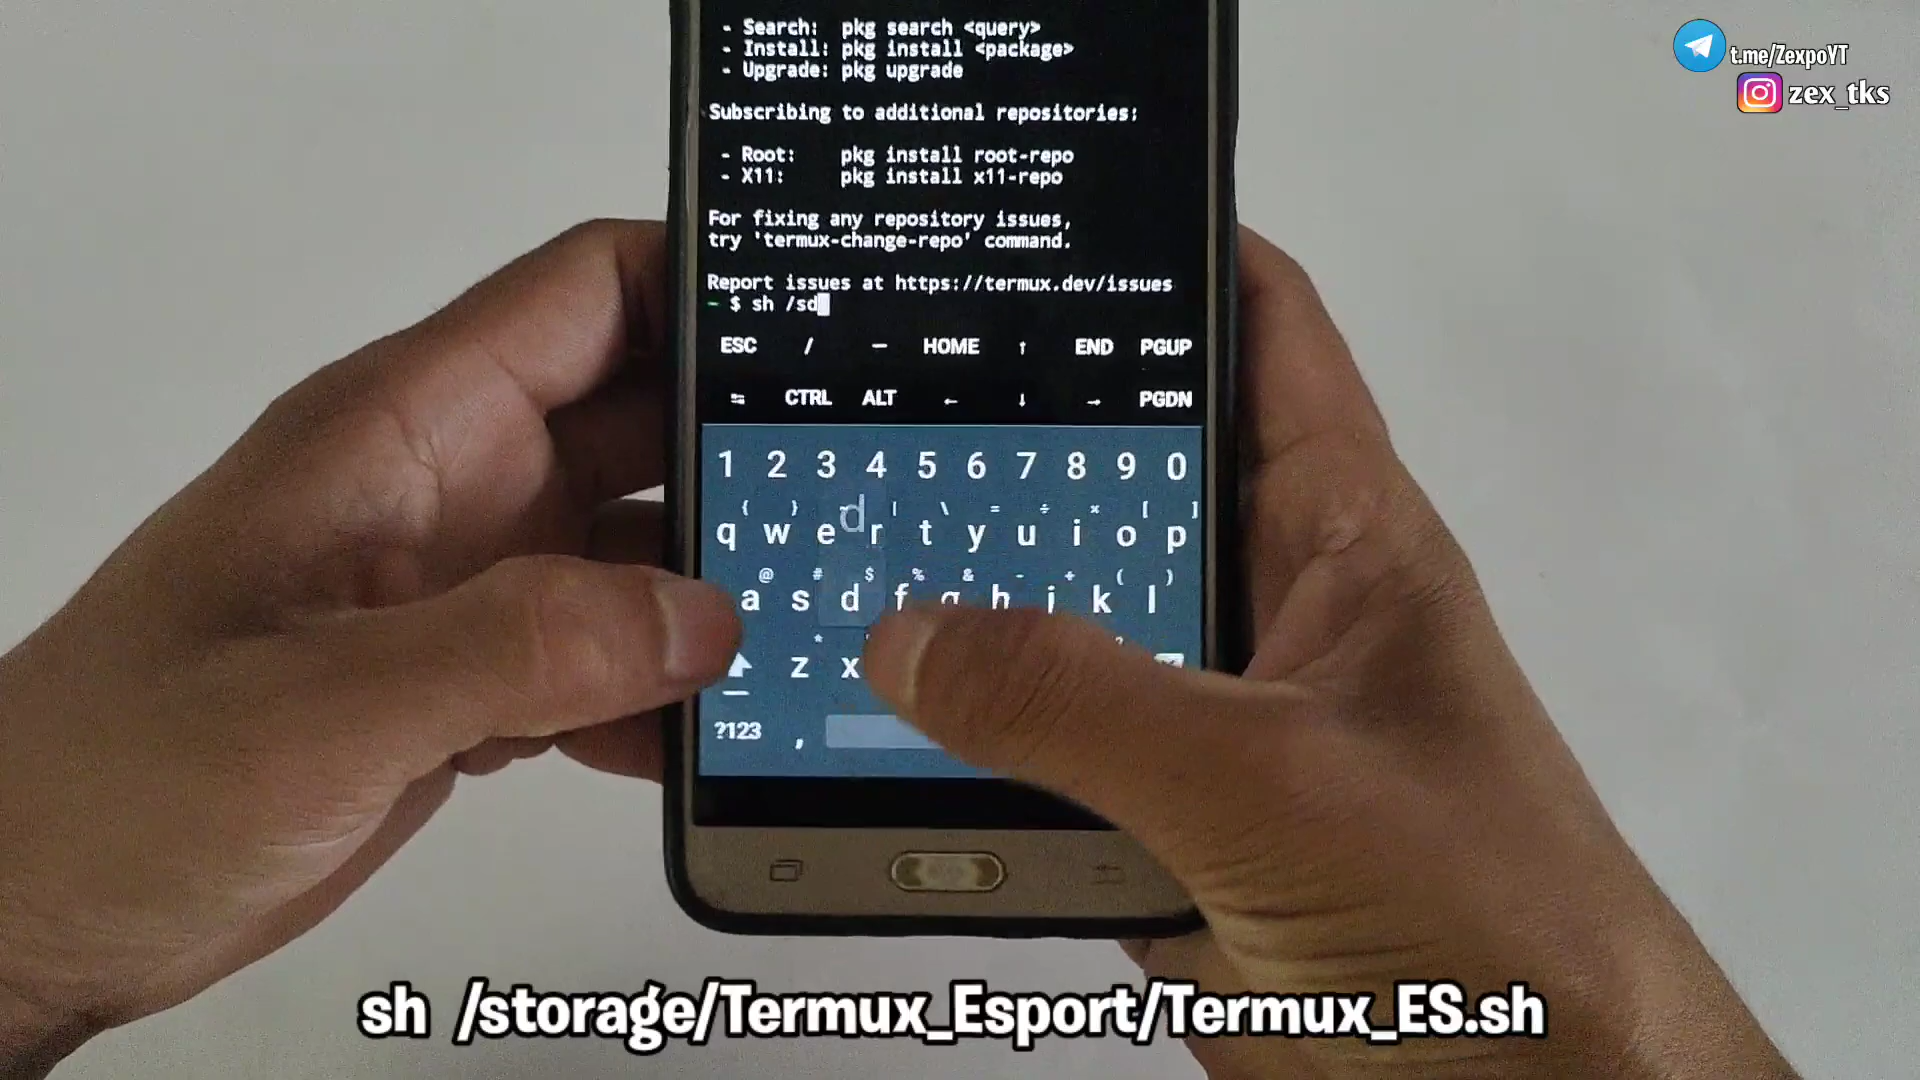 - Search: pkg search <query>
- Install: pkg install <package>
- Upgrade: pkg upgrade
Subscribing to additional repositories:
- Root: pkg install root-repo
- X11: pkg install x11-repo
For fixing any repository issues,
try 'termux-change-repo' command.
Report issues at https://termux.dev/issues
~ $ sh /sd
ESC / — HOME ↑ END PGUP
⇆ CTRL ALT ← ↓ → PGDN
1 2 3 4 5 6 7 8 9 0
{ } | \ = ÷ × [ ]
q w e d r t y u i o p
@ # $ % & - + ( )
a s d f g h j k l
*
z x
?123 ,
t.me/ZexpoYT
zex_tks
sh /storage/Termux_Esport/Termux_ES.sh